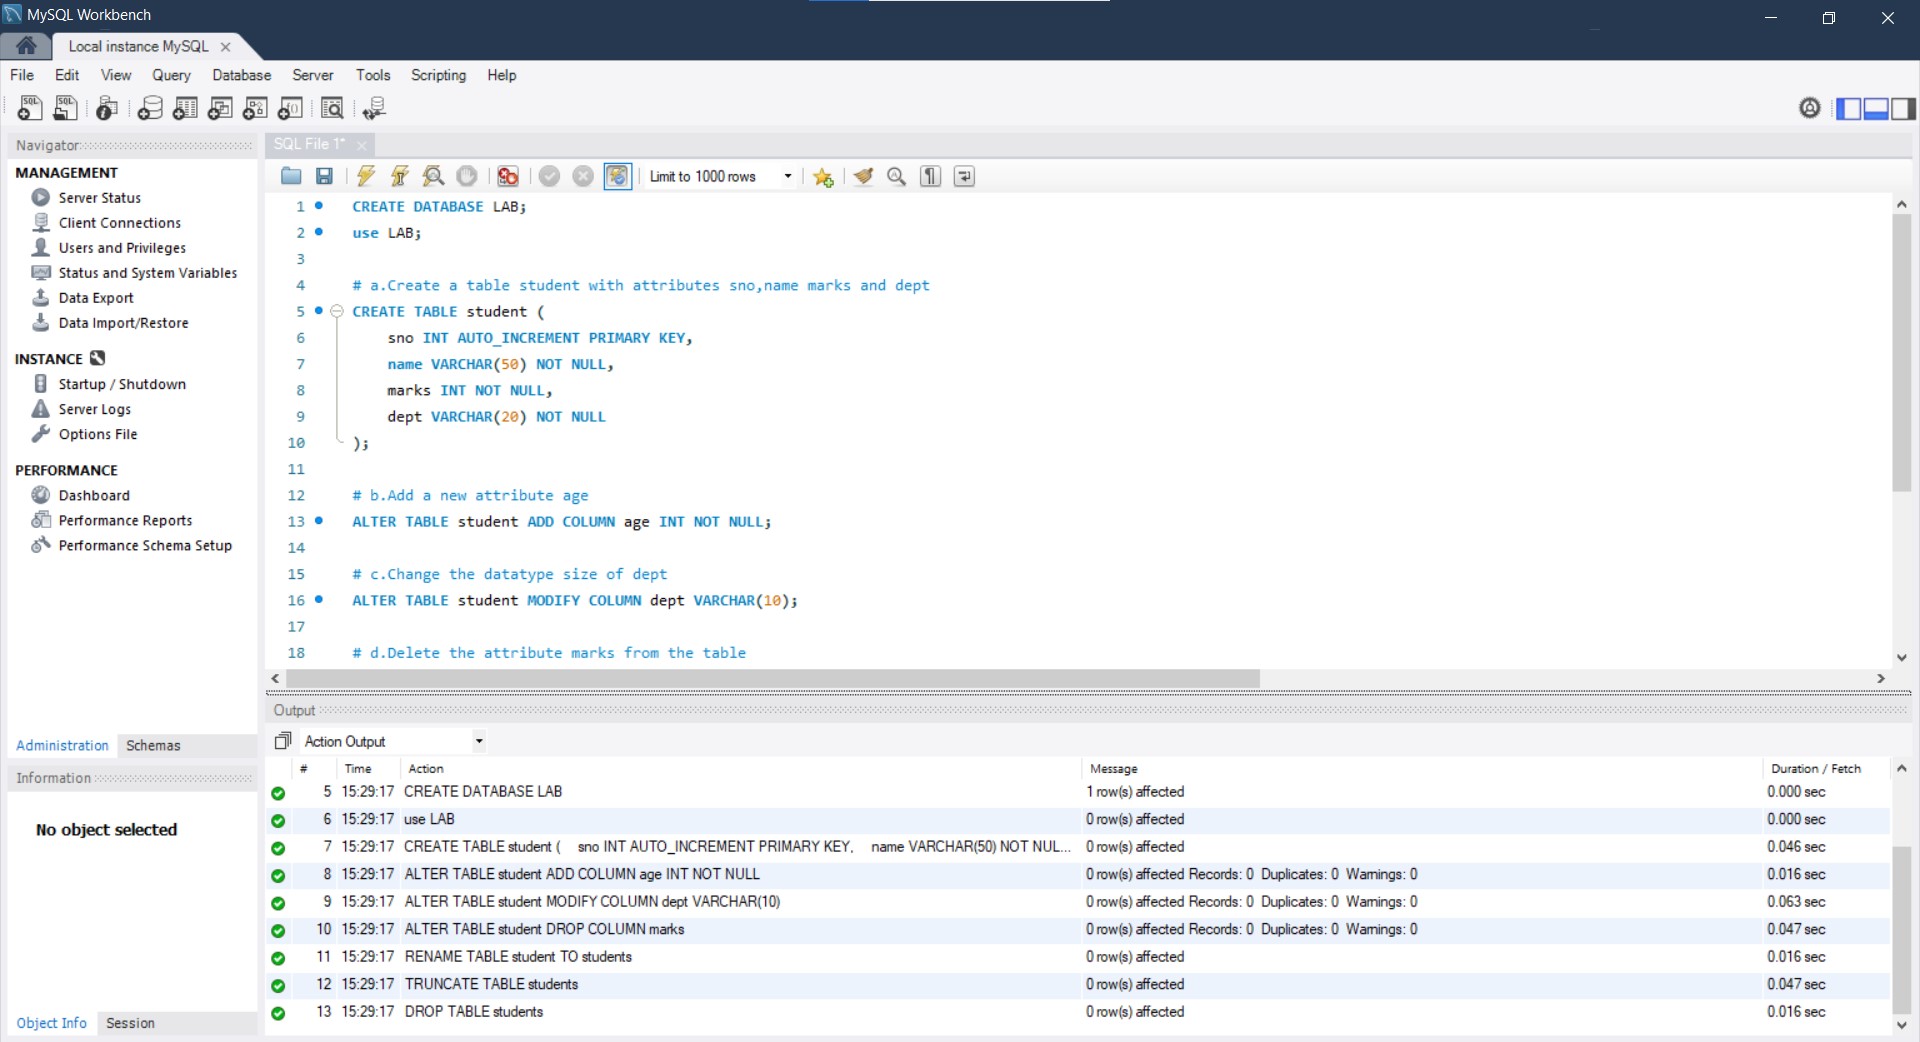 MySQL Workbench
Local instance MySQL
File Edit View Query Database Server Tools Scripting Help
Navigator
MANAGEMENT
Server Status
Client Connections
Users and Privileges
Status and System Variables
Data Export
Data Import/Restore
INSTANCE
Startup / Shutdown
Server Logs
Options File
PERFORMANCE
Dashboard
Performance Reports
Performance Schema Setup
Administration Schemas
Information
No object selected
Object Info Session
SQL File 1*
Limit to 1000 rows
1 CREATE DATABASE LAB;
2 use LAB;
3
4 # a.Create a table student with attributes sno,name marks and dept
5 CREATE TABLE student (
6 sno INT AUTO_INCREMENT PRIMARY KEY,
7 name VARCHAR(50) NOT NULL,
8 marks INT NOT NULL,
9 dept VARCHAR(20) NOT NULL
10 );
11
12 # b.Add a new attribute age
13 ALTER TABLE student ADD COLUMN age INT NOT NULL;
14
15 # c.Change the datatype size of dept
16 ALTER TABLE student MODIFY COLUMN dept VARCHAR(10);
17
18 # d.Delete the attribute marks from the table
Output
Action Output
# Time Action Message Duration / Fetch
5 15:29:17 CREATE DATABASE LAB 1 row(s) affected 0.000 sec
6 15:29:17 use LAB 0 row(s) affected 0.000 sec
7 15:29:17 CREATE TABLE student ( sno INT AUTO_INCREMENT PRIMARY KEY, name VARCHAR(50) NOT NUL... 0 row(s) affected 0.046 sec
8 15:29:17 ALTER TABLE student ADD COLUMN age INT NOT NULL 0 row(s) affected Records: 0 Duplicates: 0 Warnings: 0 0.016 sec
9 15:29:17 ALTER TABLE student MODIFY COLUMN dept VARCHAR(10) 0 row(s) affected Records: 0 Duplicates: 0 Warnings: 0 0.063 sec
10 15:29:17 ALTER TABLE student DROP COLUMN marks 0 row(s) affected Records: 0 Duplicates: 0 Warnings: 0 0.047 sec
11 15:29:17 RENAME TABLE student TO students 0 row(s) affected 0.016 sec
12 15:29:17 TRUNCATE TABLE students 0 row(s) affected 0.047 sec
13 15:29:17 DROP TABLE students 0 row(s) affected 0.016 sec